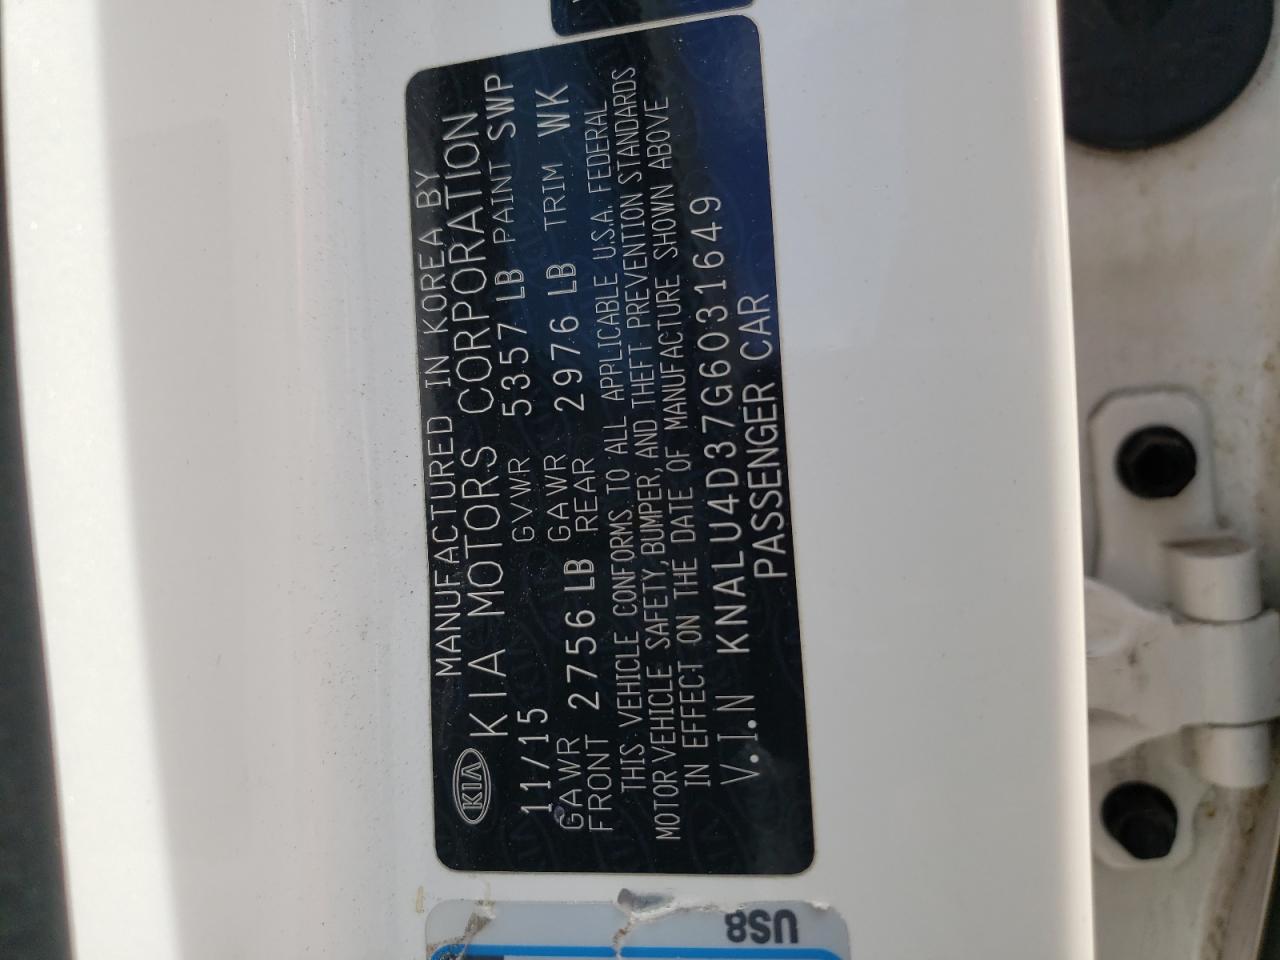 KIA
MANUFACTURED IN KOREA BY
KIA MOTORS CORPORATION
11/15 GVWR 5357 LB PAINT SWP
GAWR FRONT 2756 LB GAWR REAR 2976 LB TRIM WK
THIS VEHICLE CONFORMS TO ALL APPLICABLE U.S.A. FEDERAL
MOTOR VEHICLE SAFETY, BUMPER, AND THEFT PREVENTION STANDARDS
IN EFFECT ON THE DATE OF MANUFACTURE SHOWN ABOVE
V.I.N KNALU4D37G6031649
PASSENGER CAR
US8